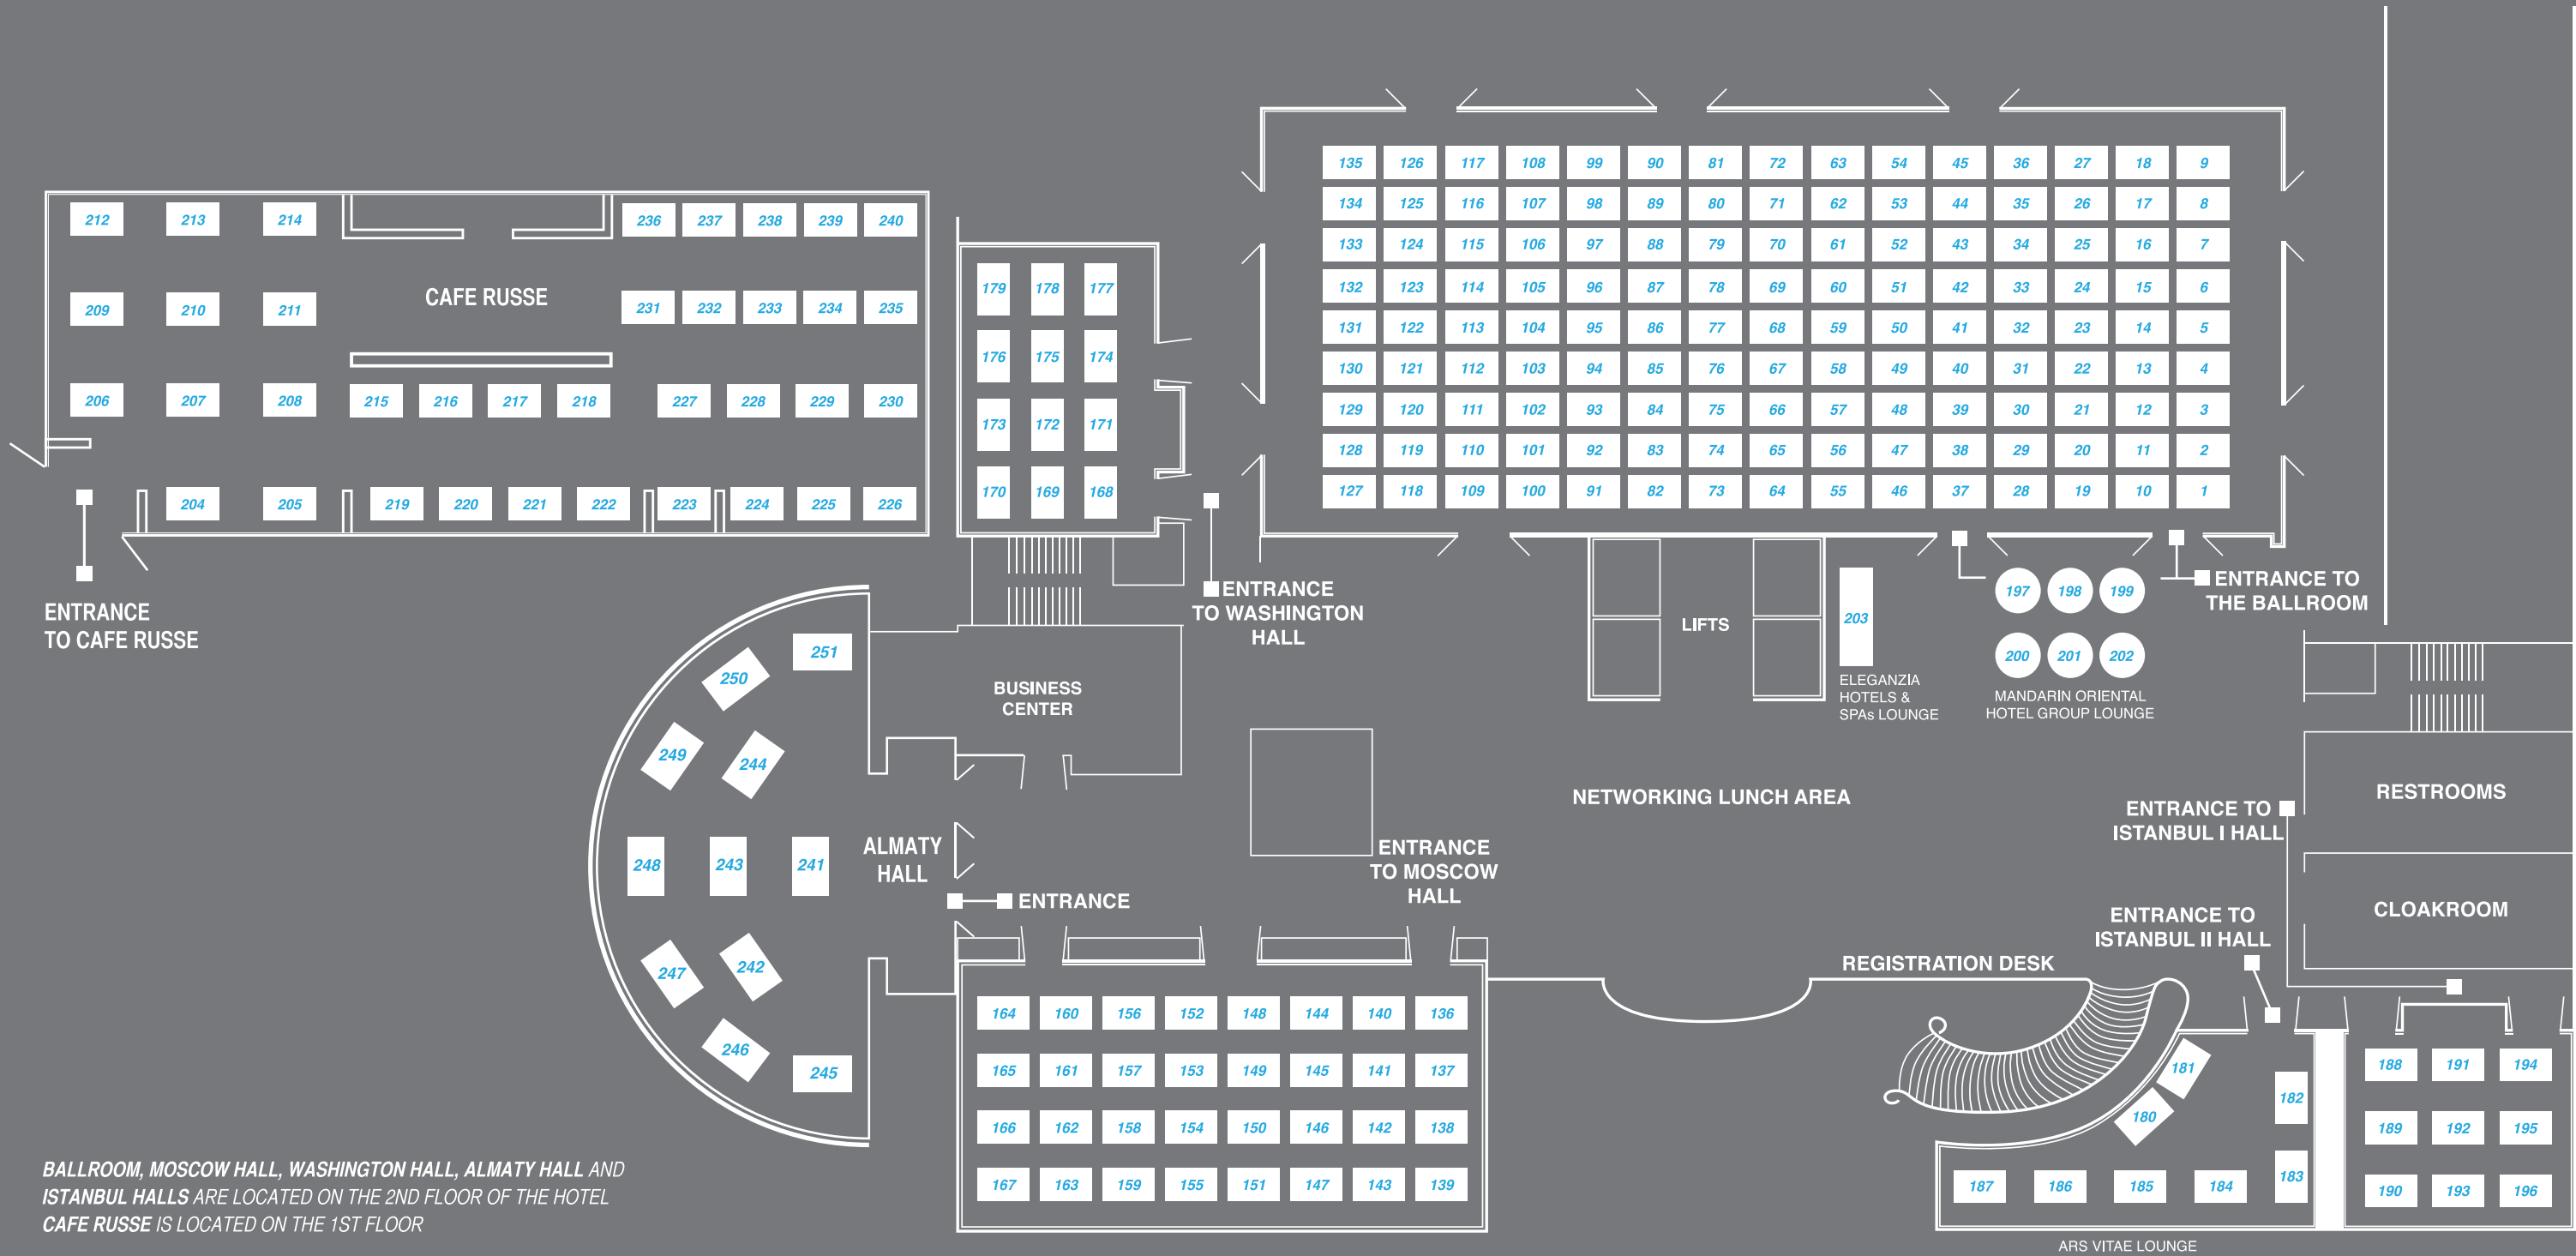 135 126 117 108 99 90 81 72 63 54 45 36 27 18 9
134 125 116 107 98 89 80 71 62 53 44 35 26 17 8
133 124 115 106 97 88 79 70 61 52 43 34 25 16 7
132 123 114 105 96 87 78 69 60 51 42 33 24 15 6
131 122 113 104 95 86 77 68 59 50 41 32 23 14 5
130 121 112 103 94 85 76 67 58 49 40 31 22 13 4
129 120 111 102 93 84 75 66 57 48 39 30 21 12 3
128 119 110 101 92 83 74 65 56 47 38 29 20 11 2
127 118 109 100 91 82 73 64 55 46 37 28 19 10 1
212 213 214 236 237 238 239 240
CAFE RUSSE
209 210 211 231 232 233 234 235
206 207 208 215 216 217 218 227 228 229 230
204 205 219 220 221 222 223 224 225 226
179 178 177
176 175 174
173 172 171
170 169 168
ENTRANCE
TO CAFE RUSSE
ENTRANCE
TO WASHINGTON
HALL
LIFTS
203
ELEGANZIA
HOTELS &
SPAs LOUNGE
197 198 199
200 201 202
MANDARIN ORIENTAL
HOTEL GROUP LOUNGE
ENTRANCE TO
THE BALLROOM
251
250
249 244
248 243 241
247 242
246
245
ALMATY
HALL
BUSINESS
CENTER
ENTRANCE
NETWORKING LUNCH AREA
ENTRANCE
TO MOSCOW
HALL
ENTRANCE TO
ISTANBUL I HALL
RESTROOMS
CLOAKROOM
ENTRANCE TO
ISTANBUL II HALL
REGISTRATION DESK
164 160 156 152 148 144 140 136
165 161 157 153 149 145 141 137
166 162 158 154 150 146 142 138
167 163 159 155 151 147 143 139
181
180
182
183
187 186 185 184
188 191 194
189 192 195
190 193 196
ARS VITAE LOUNGE
BALLROOM, MOSCOW HALL, WASHINGTON HALL, ALMATY HALL AND
ISTANBUL HALLS ARE LOCATED ON THE 2ND FLOOR OF THE HOTEL
CAFE RUSSE IS LOCATED ON THE 1ST FLOOR